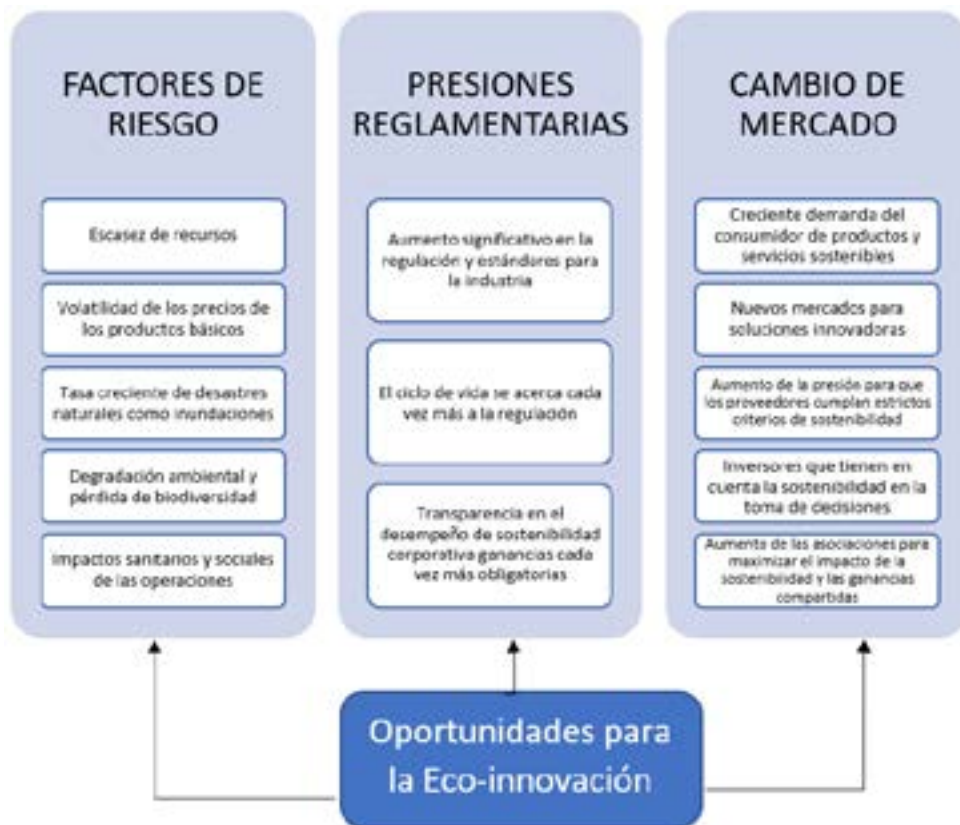 FACTORES DE
RIESGO
Escasez de recursos
Volatilidad de los precios de
los productos básicos
Tasa creciente de desastres
naturales como inundaciones
Degradación ambiental y
pérdida de biodiversidad
Impactos sanitarios y sociales
de las operaciones
PRESIONES
REGLAMENTARIAS
Aumento significativo en la
regulación y estándares para
la industria
El ciclo de vida se acerca cada
vez más a la regulación
Transparencia en el
desempeño de sostenibilidad
corporativa ganancias cada
vez más obligatorias
CAMBIO DE
MERCADO
Creciente demanda del
consumidor de productos y
servicios sostenibles
Nuevos mercados para
soluciones innovadoras
Aumento de la presión para que
los proveedores cumplan estrictos
criterios de sostenibilidad
Inversores que tienen en
cuenta la sostenibilidad en la
toma de decisiones
Aumento de las asociaciones para
maximizar el impacto de la
sostenibilidad y las ganancias
compartidas
Oportunidades para
la Eco-innovación